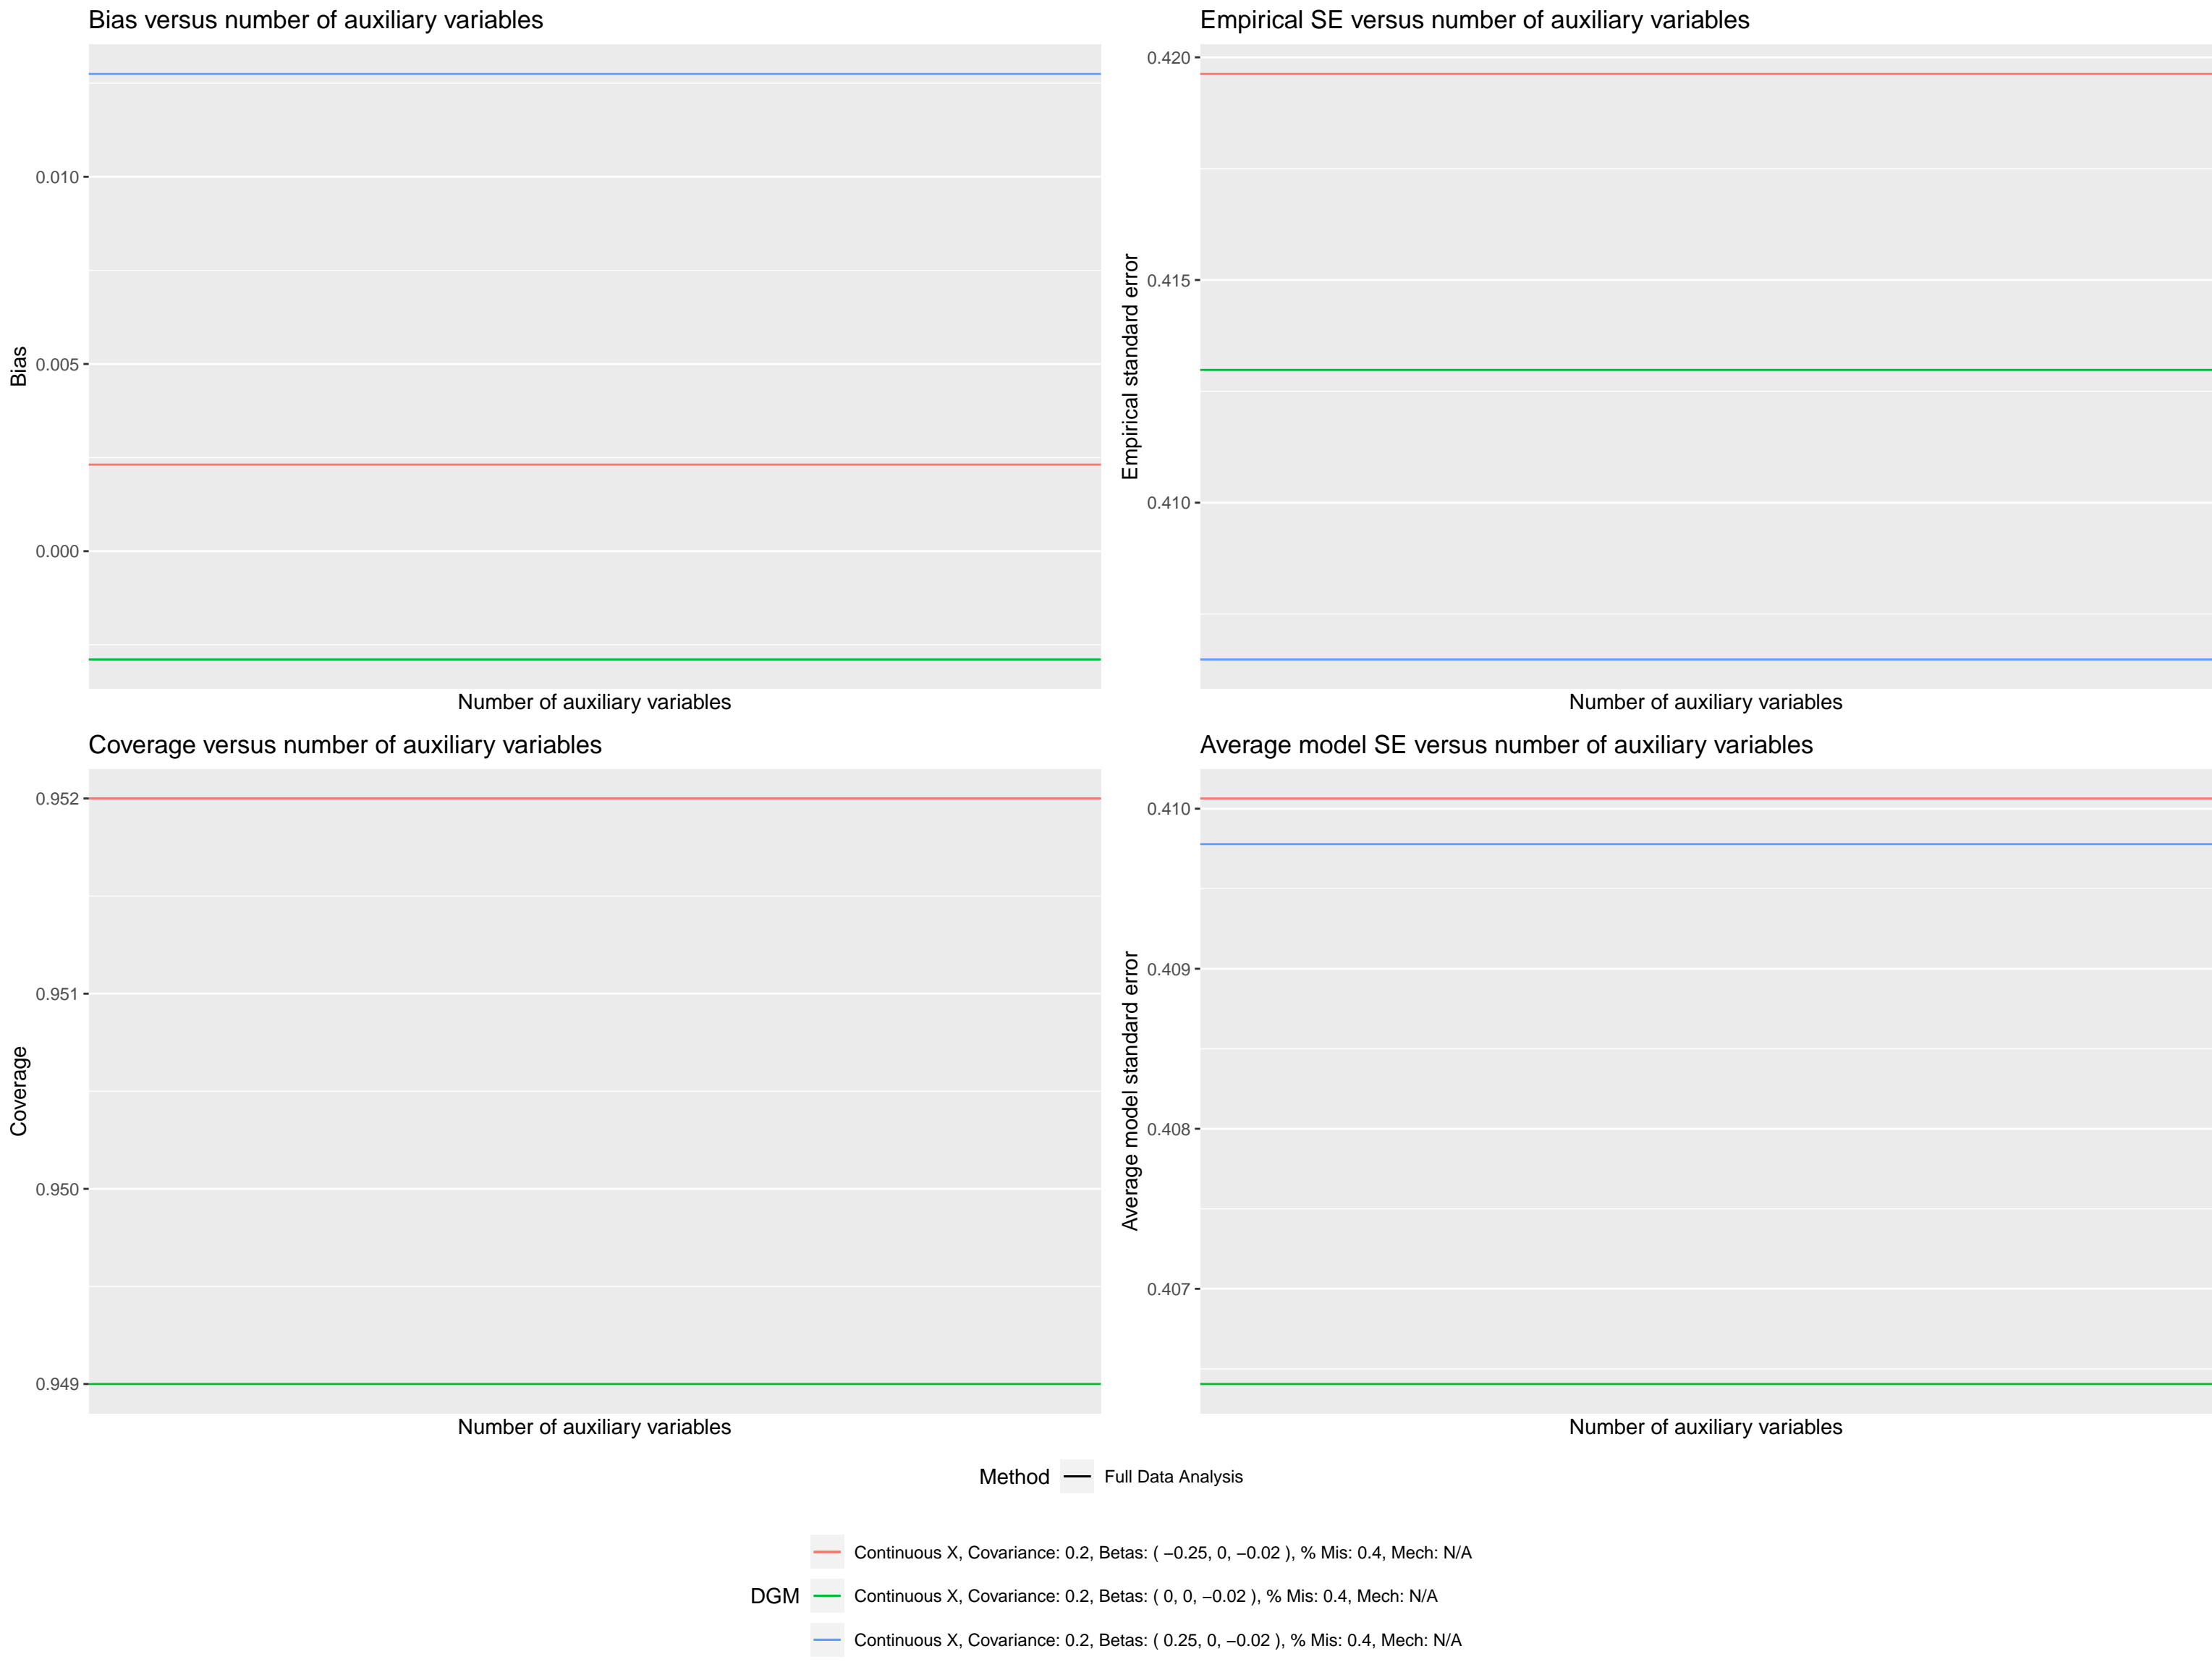 Bias versus number of auxiliary variables
0.010
0.005
0.000
Bias
Number of auxiliary variables
Empirical SE versus number of auxiliary variables
0.420
0.415
0.410
Empirical standard error
Number of auxiliary variables
Coverage versus number of auxiliary variables
0.952
0.951
0.950
0.949
Coverage
Number of auxiliary variables
Average model SE versus number of auxiliary variables
0.410
0.409
0.408
0.407
Average model standard error
Number of auxiliary variables
Method Full Data Analysis
Continuous X, Covariance: 0.2, Betas: ( −0.25, 0, −0.02 ), % Mis: 0.4, Mech: N/A
DGM Continuous X, Covariance: 0.2, Betas: ( 0, 0, −0.02 ), % Mis: 0.4, Mech: N/A
Continuous X, Covariance: 0.2, Betas: ( 0.25, 0, −0.02 ), % Mis: 0.4, Mech: N/A